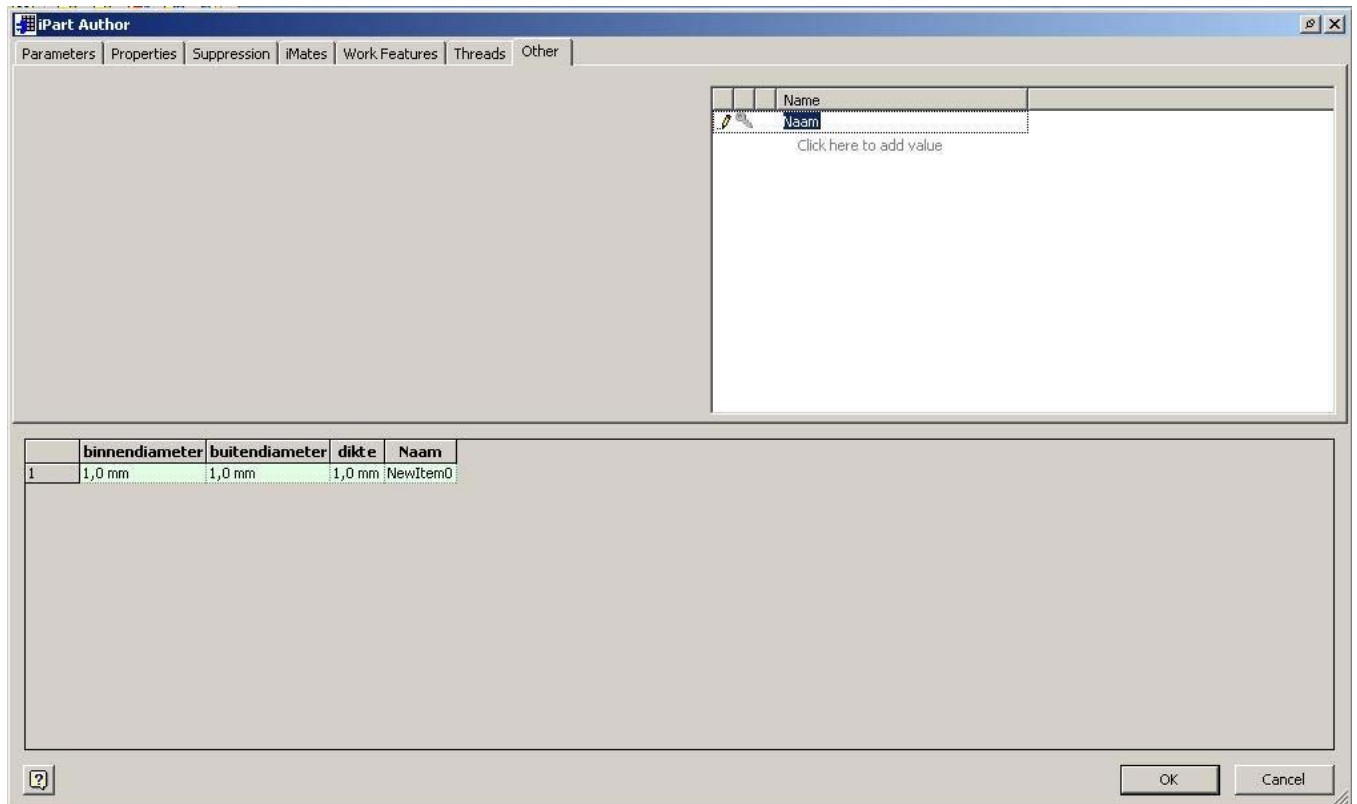 iPart Author
Parameters Properties Suppression iMates Work Features Threads Other
Name
Naam
Click here to add value
binnendiameter buitendiameter dikte Naam
1 1,0 mm 1,0 mm 1,0 mm NewItem0
OK Cancel